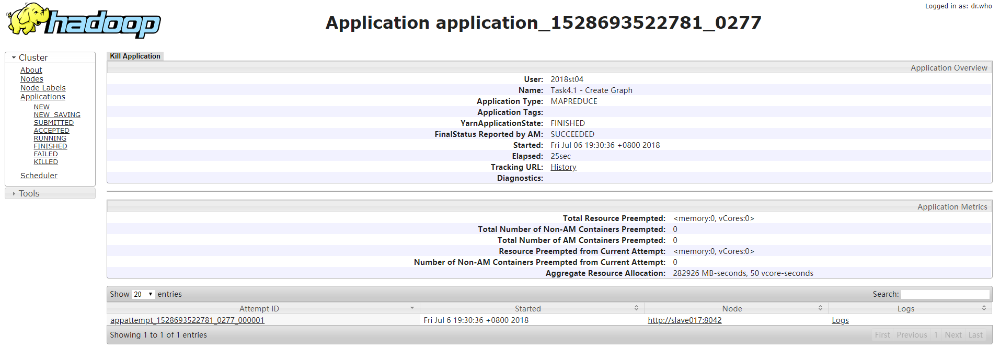 Logged in as: dr.who
hadoop
Application application_1528693522781_0277
Cluster
About
Nodes
Node Labels
Applications
NEW
NEW_SAVING
SUBMITTED
ACCEPTED
RUNNING
FINISHED
FAILED
KILLED
Scheduler
Tools
Kill Application
Application Overview
User: 2018st04
Name: Task4.1 - Create Graph
Application Type: MAPREDUCE
Application Tags:
YarnApplicationState: FINISHED
FinalStatus Reported by AM: SUCCEEDED
Started: Fri Jul 06 19:30:36 +0800 2018
Elapsed: 25sec
Tracking URL: History
Diagnostics:
Application Metrics
Total Resource Preempted: <memory:0, vCores:0>
Total Number of Non-AM Containers Preempted: 0
Total Number of AM Containers Preempted: 0
Resource Preempted from Current Attempt: <memory:0, vCores:0>
Number of Non-AM Containers Preempted from Current Attempt: 0
Aggregate Resource Allocation: 282926 MB-seconds, 50 vcore-seconds
Show 20 entries Search:
Attempt ID Started Node Logs
appattempt_1528693522781_0277_000001 Fri Jul 6 19:30:36 +0800 2018 http://slave017:8042 Logs
Showing 1 to 1 of 1 entries First Previous 1 Next Last